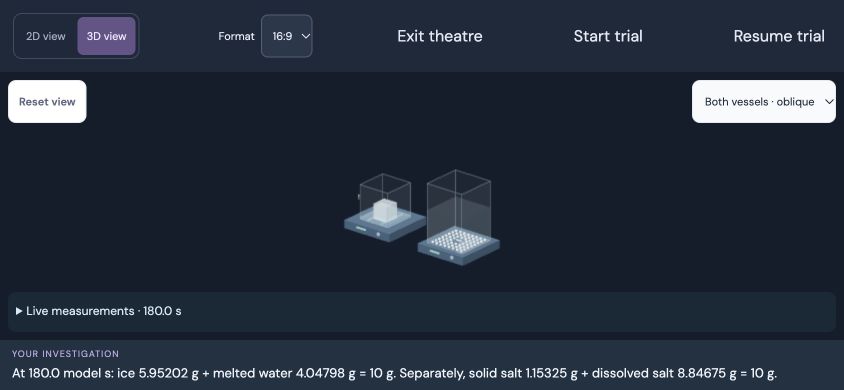 2D view 3D view Format 16:9 Exit theatre Start trial Resume trial
Reset view Both vessels · oblique
Live measurements · 180.0 s
YOUR INVESTIGATION
At 180.0 model s: ice 5.95202 g + melted water 4.04798 g = 10 g. Separately, solid salt 1.15325 g + dissolved salt 8.84675 g = 10 g.